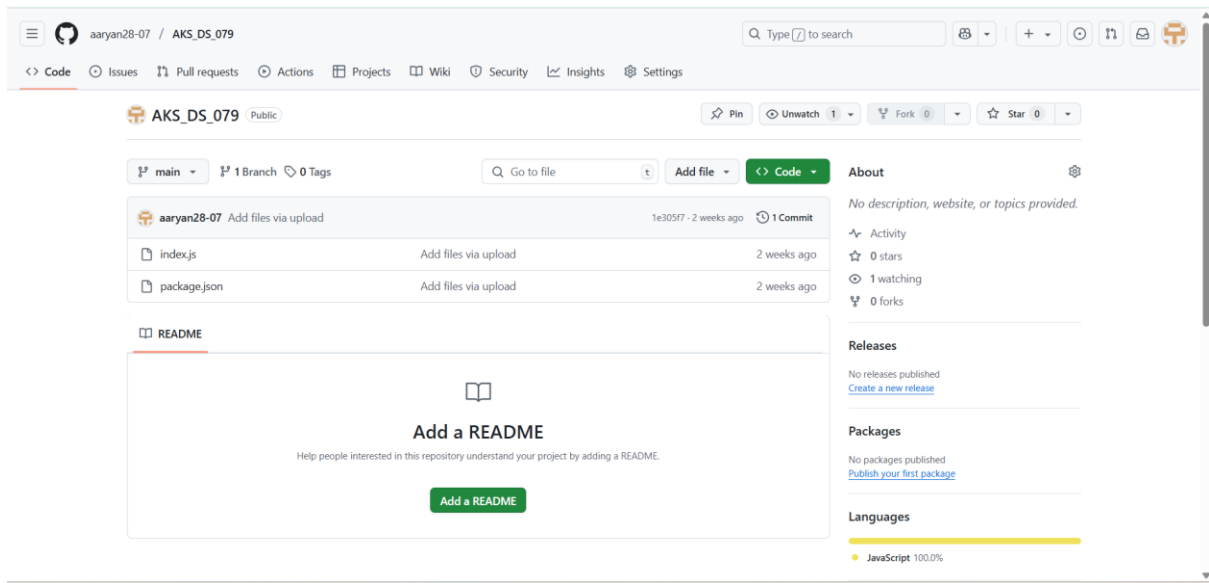 aaryan28-07 / AKS_DS_079
Type / to search
Code Issues Pull requests Actions Projects Wiki Security Insights Settings
AKS_DS_079 Public
Pin Unwatch 1 Fork 0 Star 0
main 1 Branch 0 Tags Go to file t Add file Code
aaryan28-07 Add files via upload 1e305f7 · 2 weeks ago 1 Commit
index.js Add files via upload 2 weeks ago
package.json Add files via upload 2 weeks ago
README
Add a README
Help people interested in this repository understand your project by adding a README.
Add a README
About
No description, website, or topics provided.
Activity
0 stars
1 watching
0 forks
Releases
No releases published
Create a new release
Packages
No packages published
Publish your first package
Languages
JavaScript 100.0%